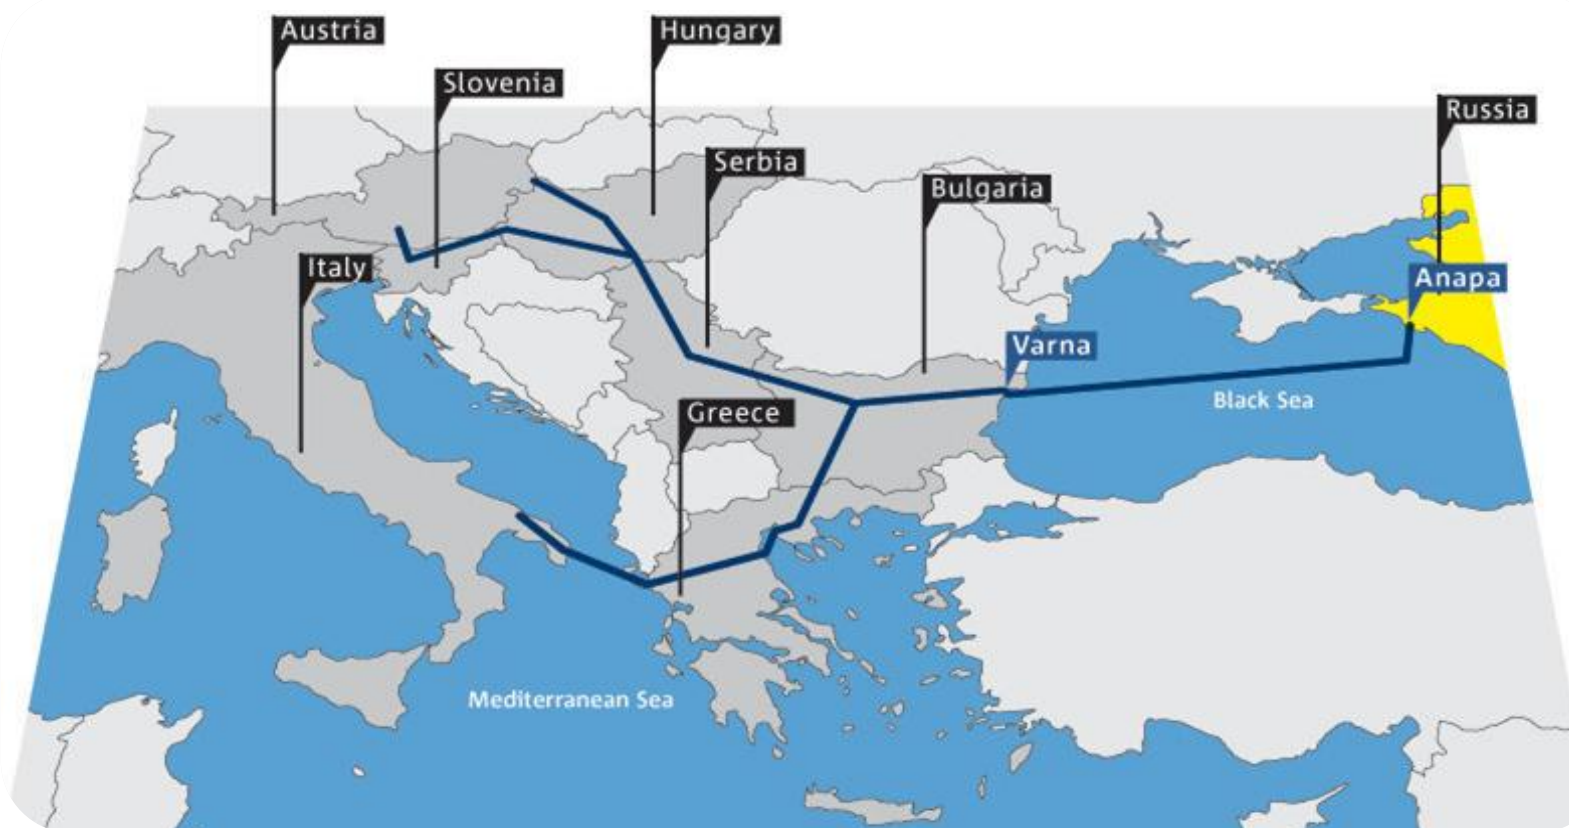 Austria
Hungary
Slovenia
Russia
Serbia
Bulgaria
Italy
Anapa
Varna
Black Sea
Greece
Mediterranean Sea